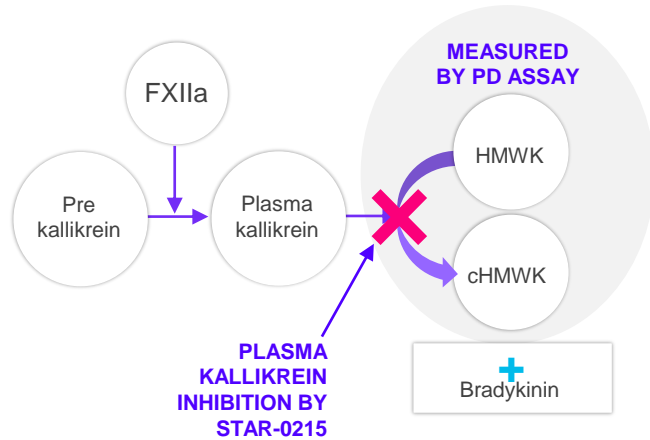 MEASURED
BY PD ASSAY
FXIIa
HMWK
Pre
kallikrein
Plasma
kallikrein
cHMWK
PLASMA
KALLIKREIN
INHIBITION BY
STAR-0215
+
Bradykinin